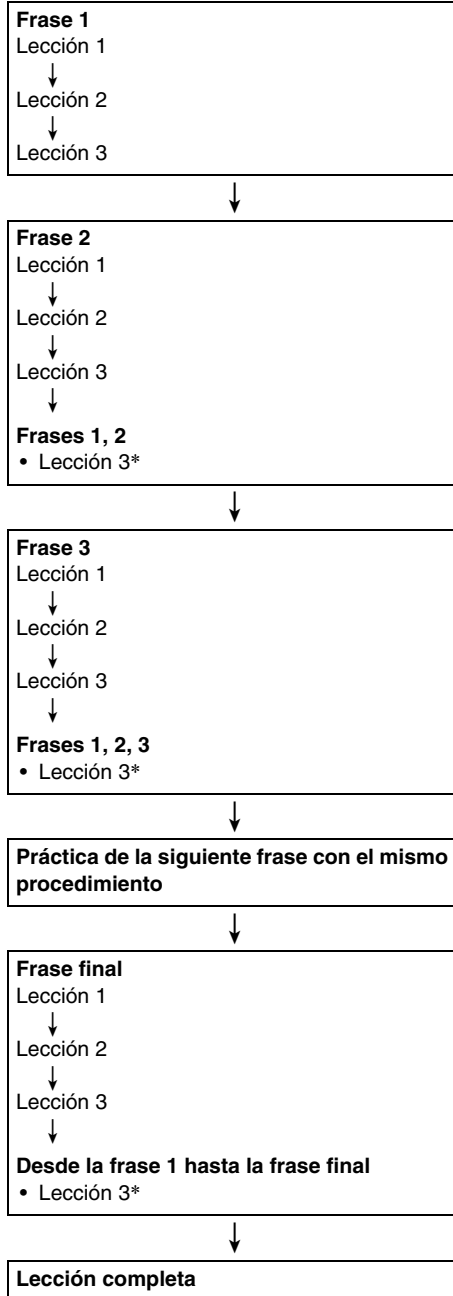 Frase 1
Lección 1
Lección 2
Lección 3
Frase 2
Lección 1
Lección 2
Lección 3
Frases 1, 2
• Lección 3*
Frase 3
Lección 1
Lección 2
Lección 3
Frases 1, 2, 3
• Lección 3*
Práctica de la siguiente frase con el mismo
procedimiento
Frase final
Lección 1
Lección 2
Lección 3
Desde la frase 1 hasta la frase final
• Lección 3*
Lección completa